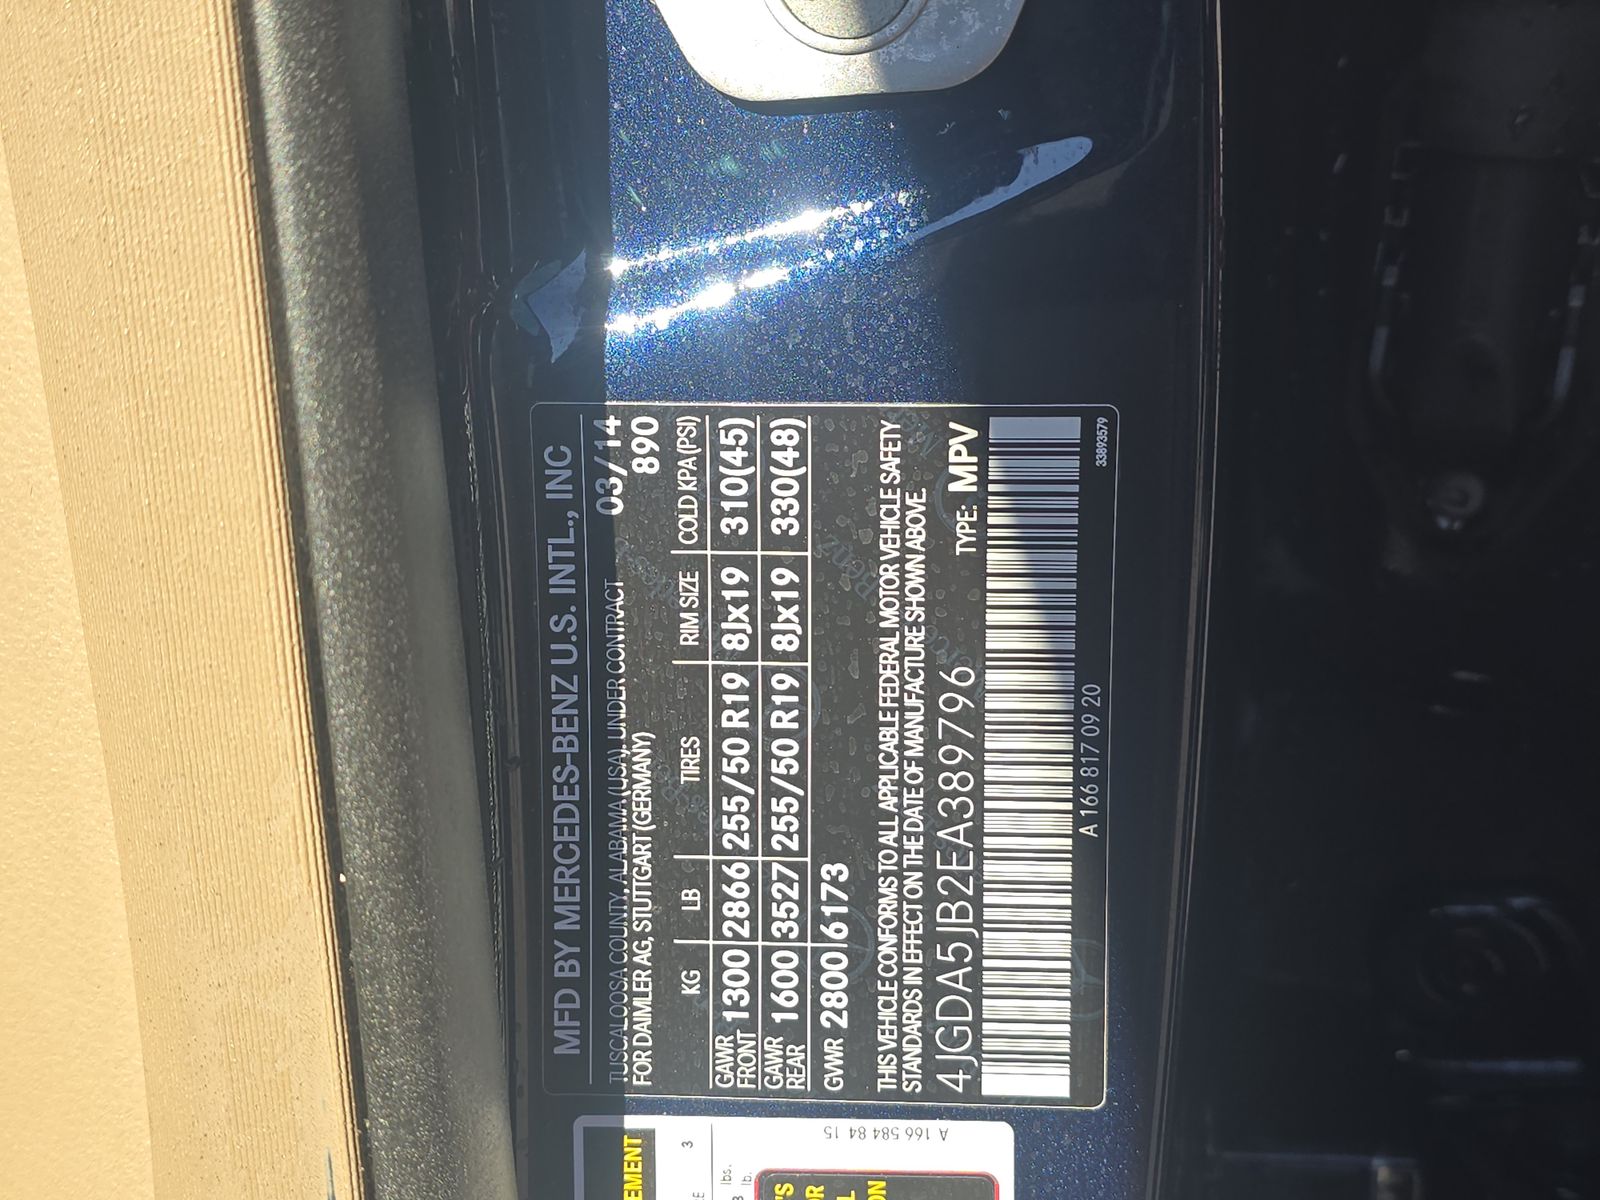 MFD BY MERCEDES-BENZ U.S. INTL., INC
TUSCALOOSA COUNTY, ALABAMA (USA), UNDER CONTRACT 03/14
FOR DAIMLER AG, STUTTGART (GERMANY) 890
KG LB TIRES RIM SIZE COLD KPA (PSI)
GAWR FRONT 1300 2866 255/50 R19 8Jx19 310(45)
GAWR REAR 1600 3527 255/50 R19 8Jx19 330(48)
GVWR 2800 6173
THIS VEHICLE CONFORMS TO ALL APPLICABLE FEDERAL MOTOR VEHICLE SAFETY
STANDARDS IN EFFECT ON THE DATE OF MANUFACTURE SHOWN ABOVE.
4JGDA5JB2EA389796 TYPE: MPV
A 166 817 09 20
33893579
A 166 584 84 15
EMENT
3
lbs.
lb.